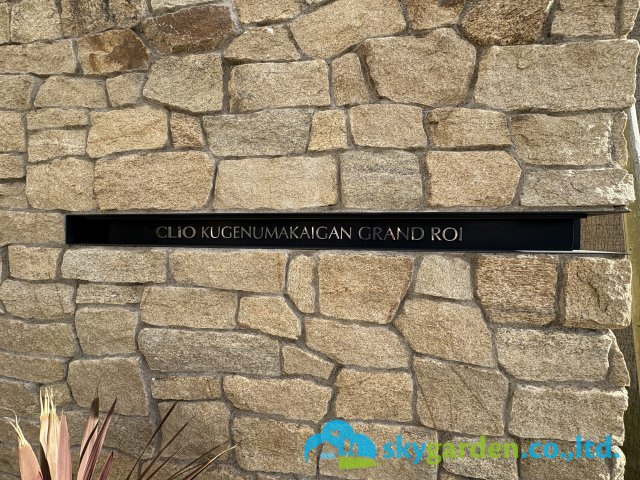 CLiO KUGENUMAKAIGAN GRAND ROI
skygarden.co.,ltd.